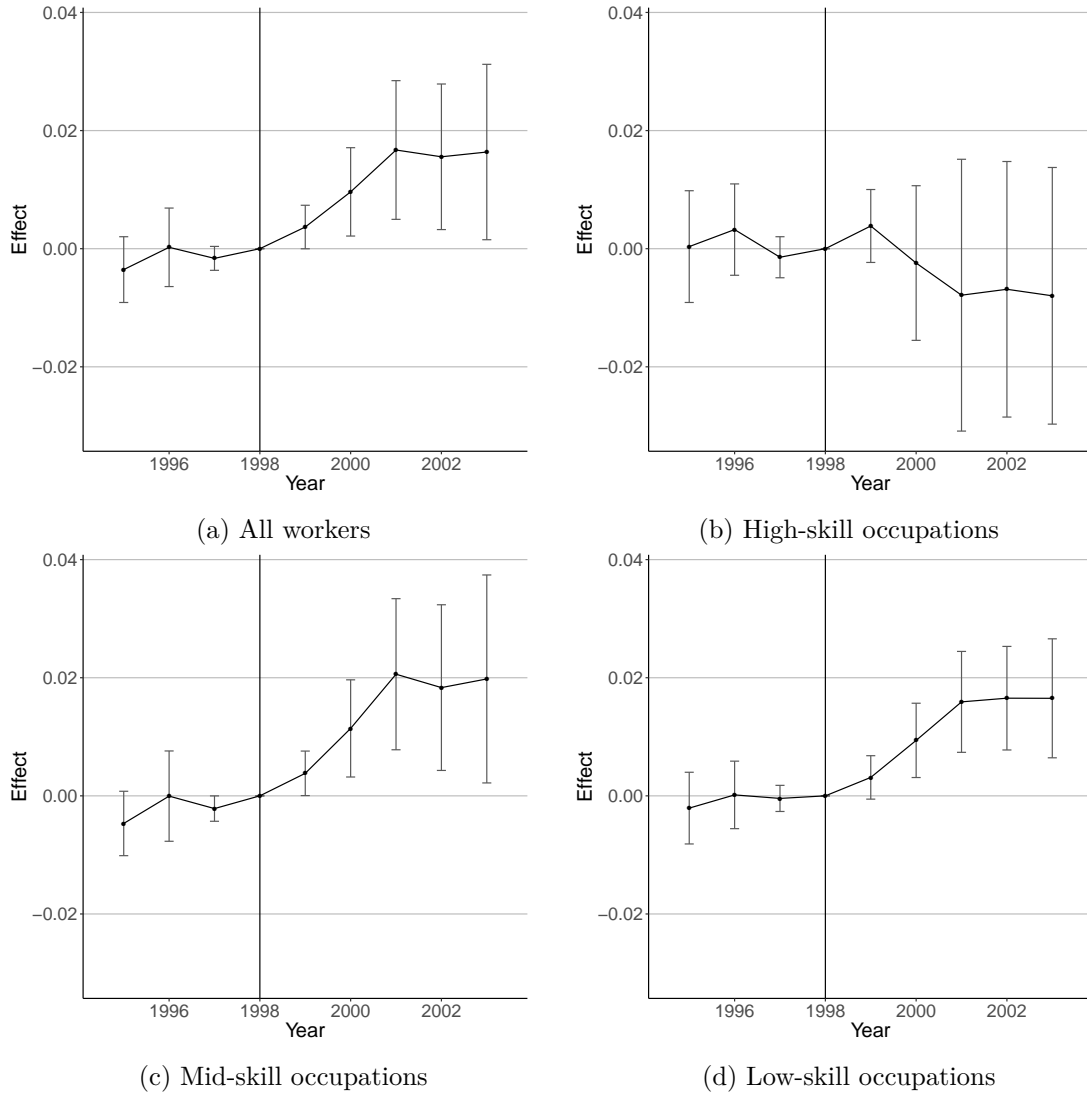 0.04
0.02
0.00
−0.02
Effect
1996 1998 2000 2002
Year
(a) All workers
0.04
0.02
0.00
−0.02
Effect
1996 1998 2000 2002
Year
(b) High-skill occupations
0.04
0.02
0.00
−0.02
Effect
1996 1998 2000 2002
Year
(c) Mid-skill occupations
0.04
0.02
0.00
−0.02
Effect
1996 1998 2000 2002
Year
(d) Low-skill occupations